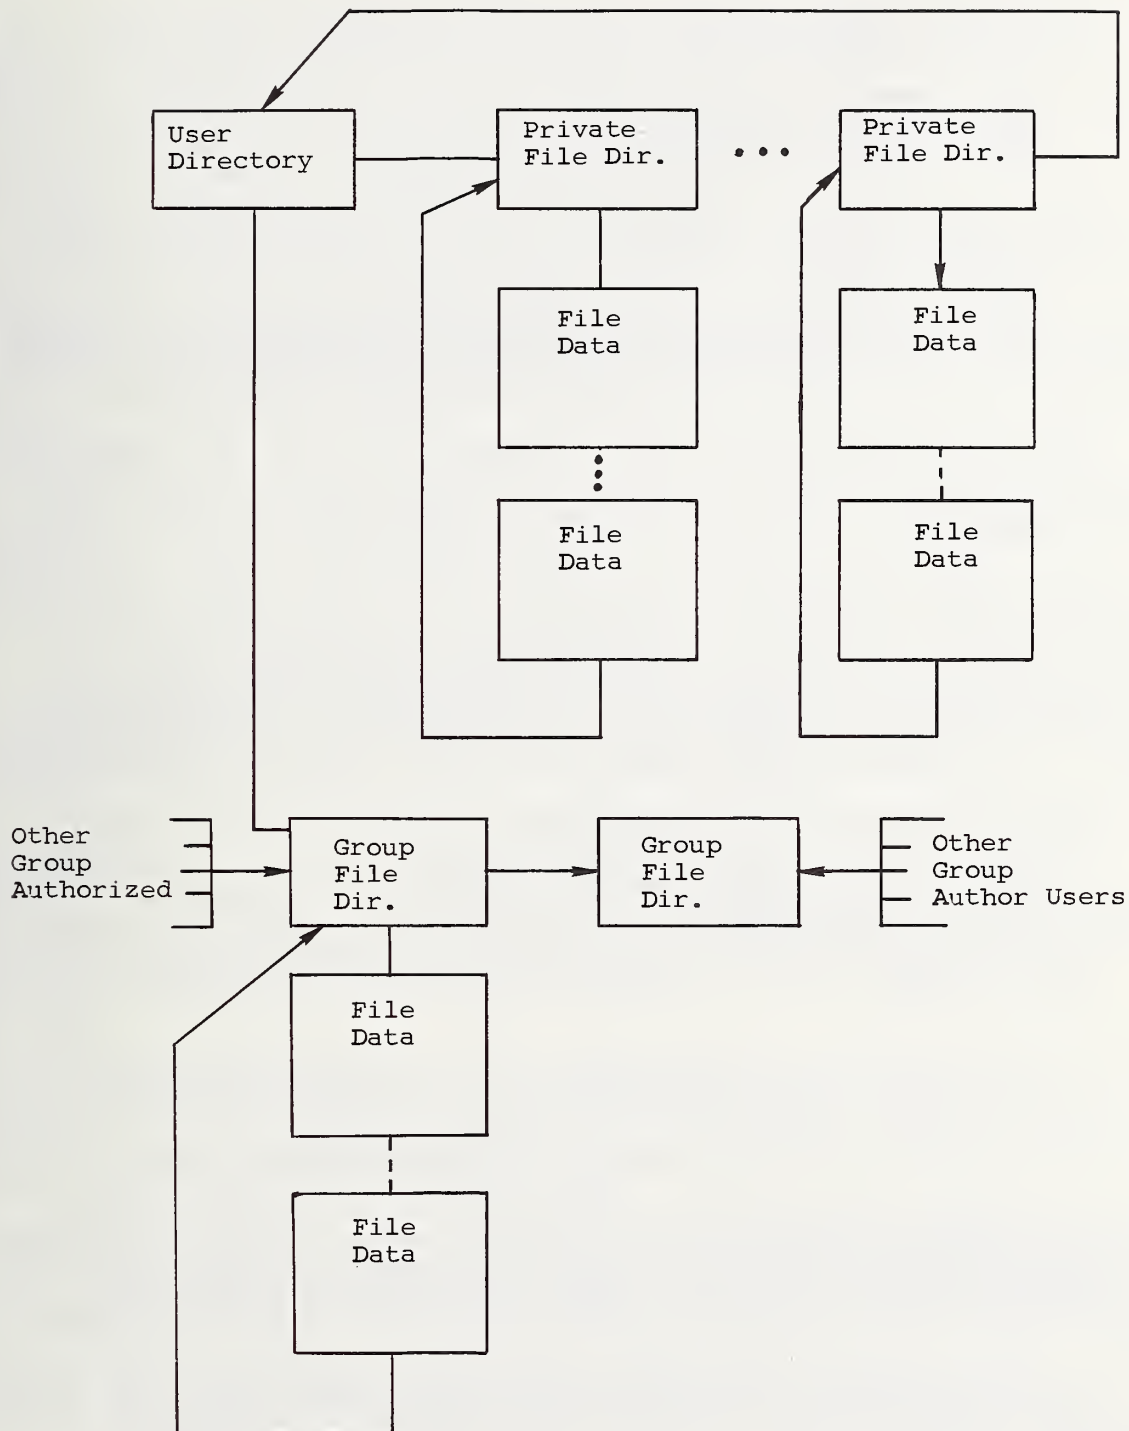 User
Directory
Private
File Dir.
Private
File Dir.
File
Data
File
Data
File
Data
File
Data
Other
Group
Authorized
Group
File
Dir.
Group
File
Dir.
Other
Group
Author Users
File
Data
File
Data